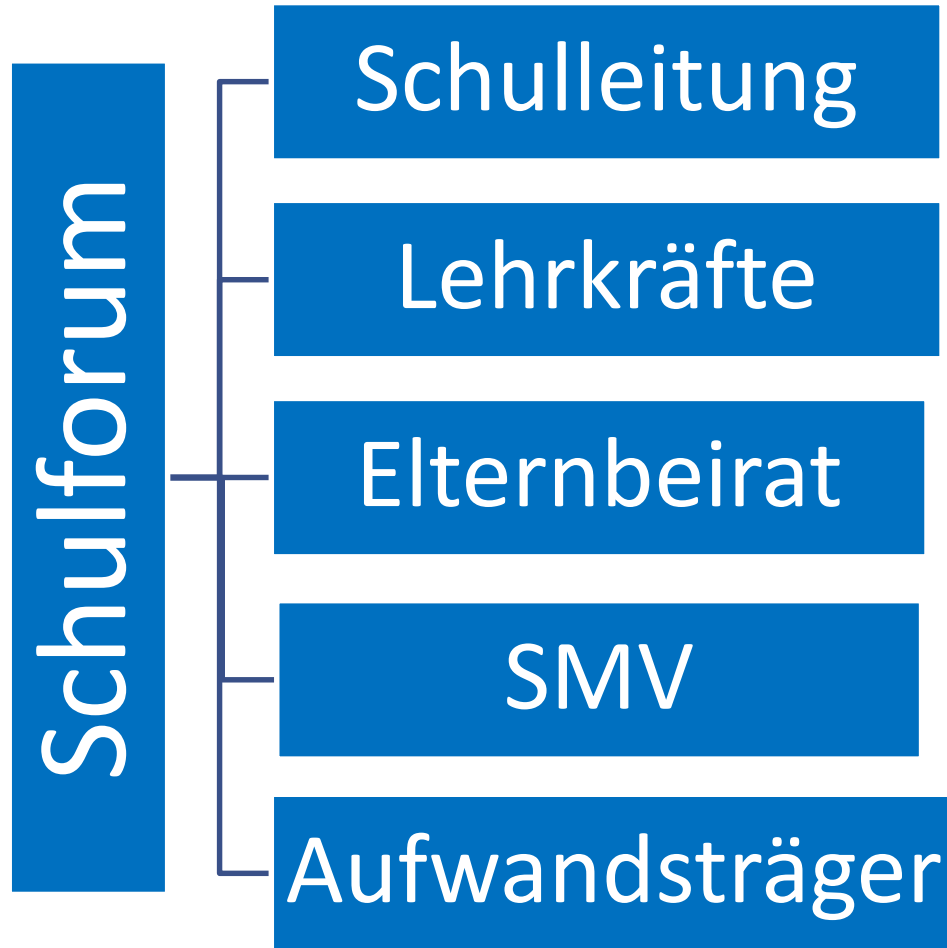 Schulforum
Schulleitung
Lehrkräfte
Elternbeirat
SMV
Aufwandsträger